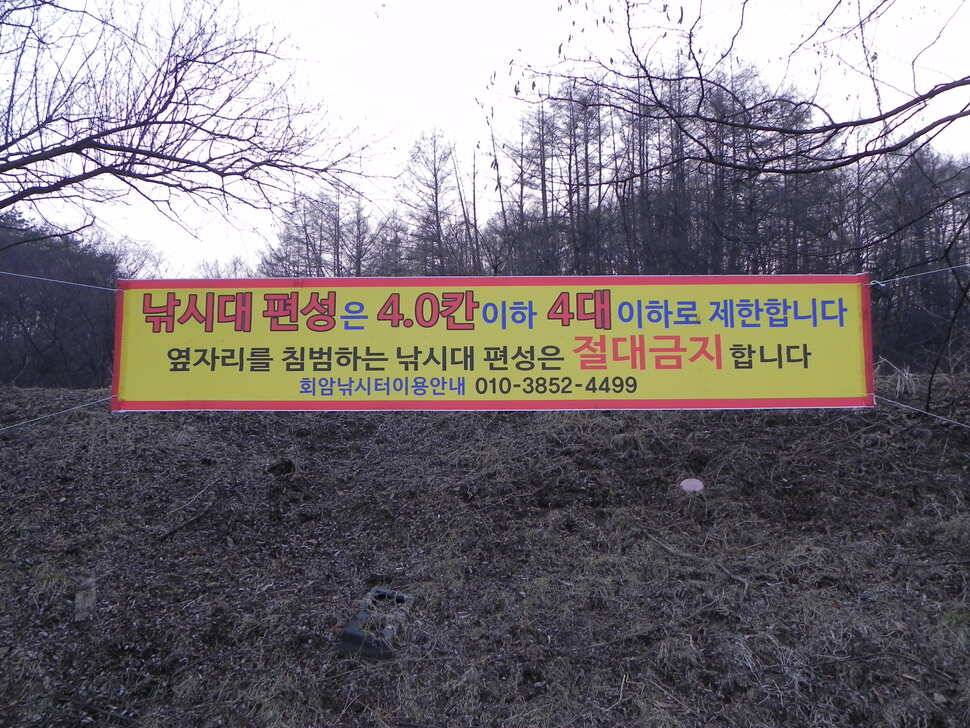 낚시대 편성은 4.0칸이하 4대이하로 제한합니다
옆자리를 침범하는 낚시대 편성은 절대금지합니다
회암낚시터이용안내 010-3852-4499